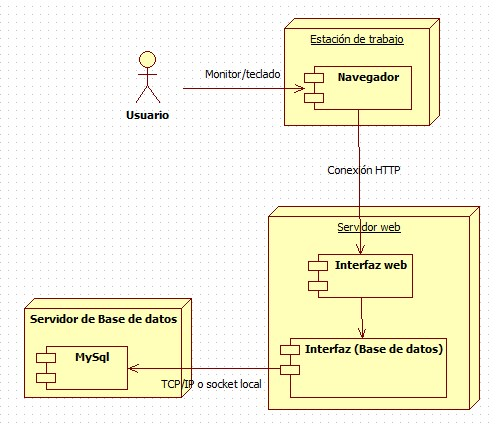 Estación de trabajo
Navegador
Monitor/teclado
Usuario
Conexión HTTP
Servidor web
Interfaz web
Interfaz (Base de datos)
Servidor de Base de datos
MySql
TCP/IP o socket local